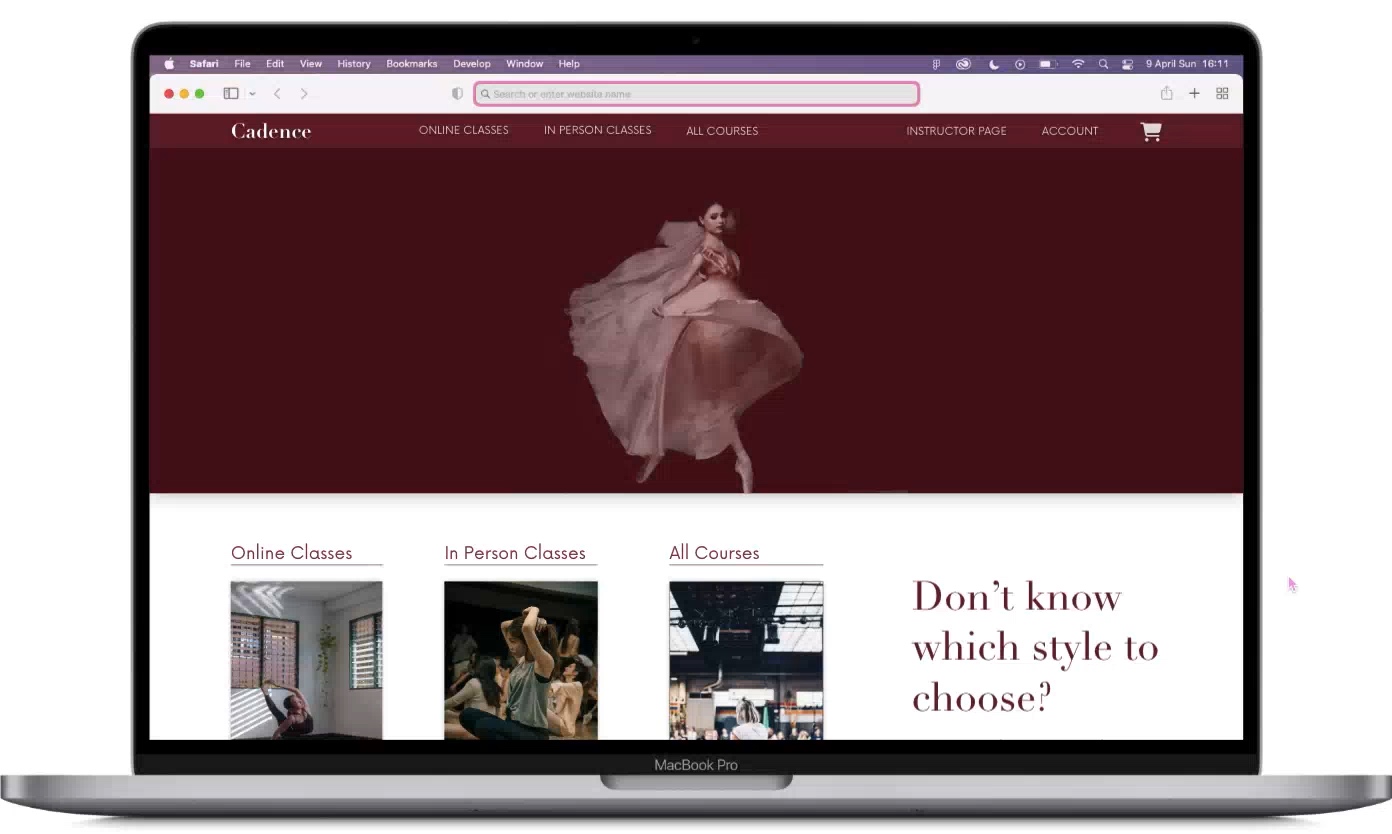 Safari File Edit View History Bookmarks Develop Window Help 9 April Sun 16:11
Search or enter website name
Cadence ONLINE CLASSES IN PERSON CLASSES ALL COURSES INSTRUCTOR PAGE ACCOUNT
Online Classes In Person Classes All Courses
Don't know
which style to
choose?
MacBook Pro